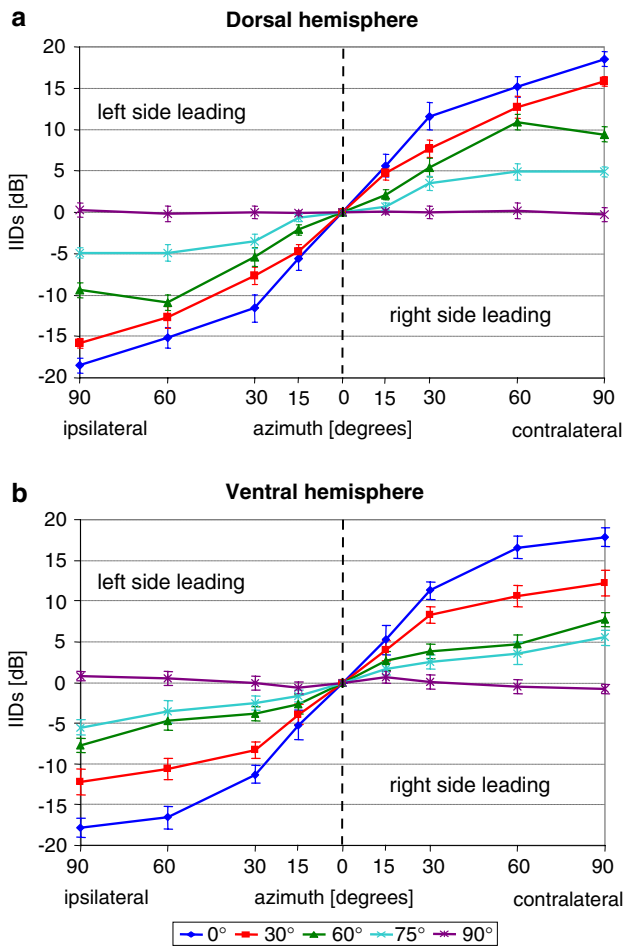 a
Dorsal hemisphere
20
15
10
5
0
-5
-10
-15
-20
IIDs [dB]
left side leading
right side leading
90 60 30 15 0 15 30 60 90
ipsilateral azimuth [degrees] contralateral
b
Ventral hemisphere
20
15
10
5
0
-5
-10
-15
-20
IIDs [dB]
left side leading
right side leading
90 60 30 15 0 15 30 60 90
ipsilateral azimuth [degrees] contralateral
0° 30° 60° 75° 90°